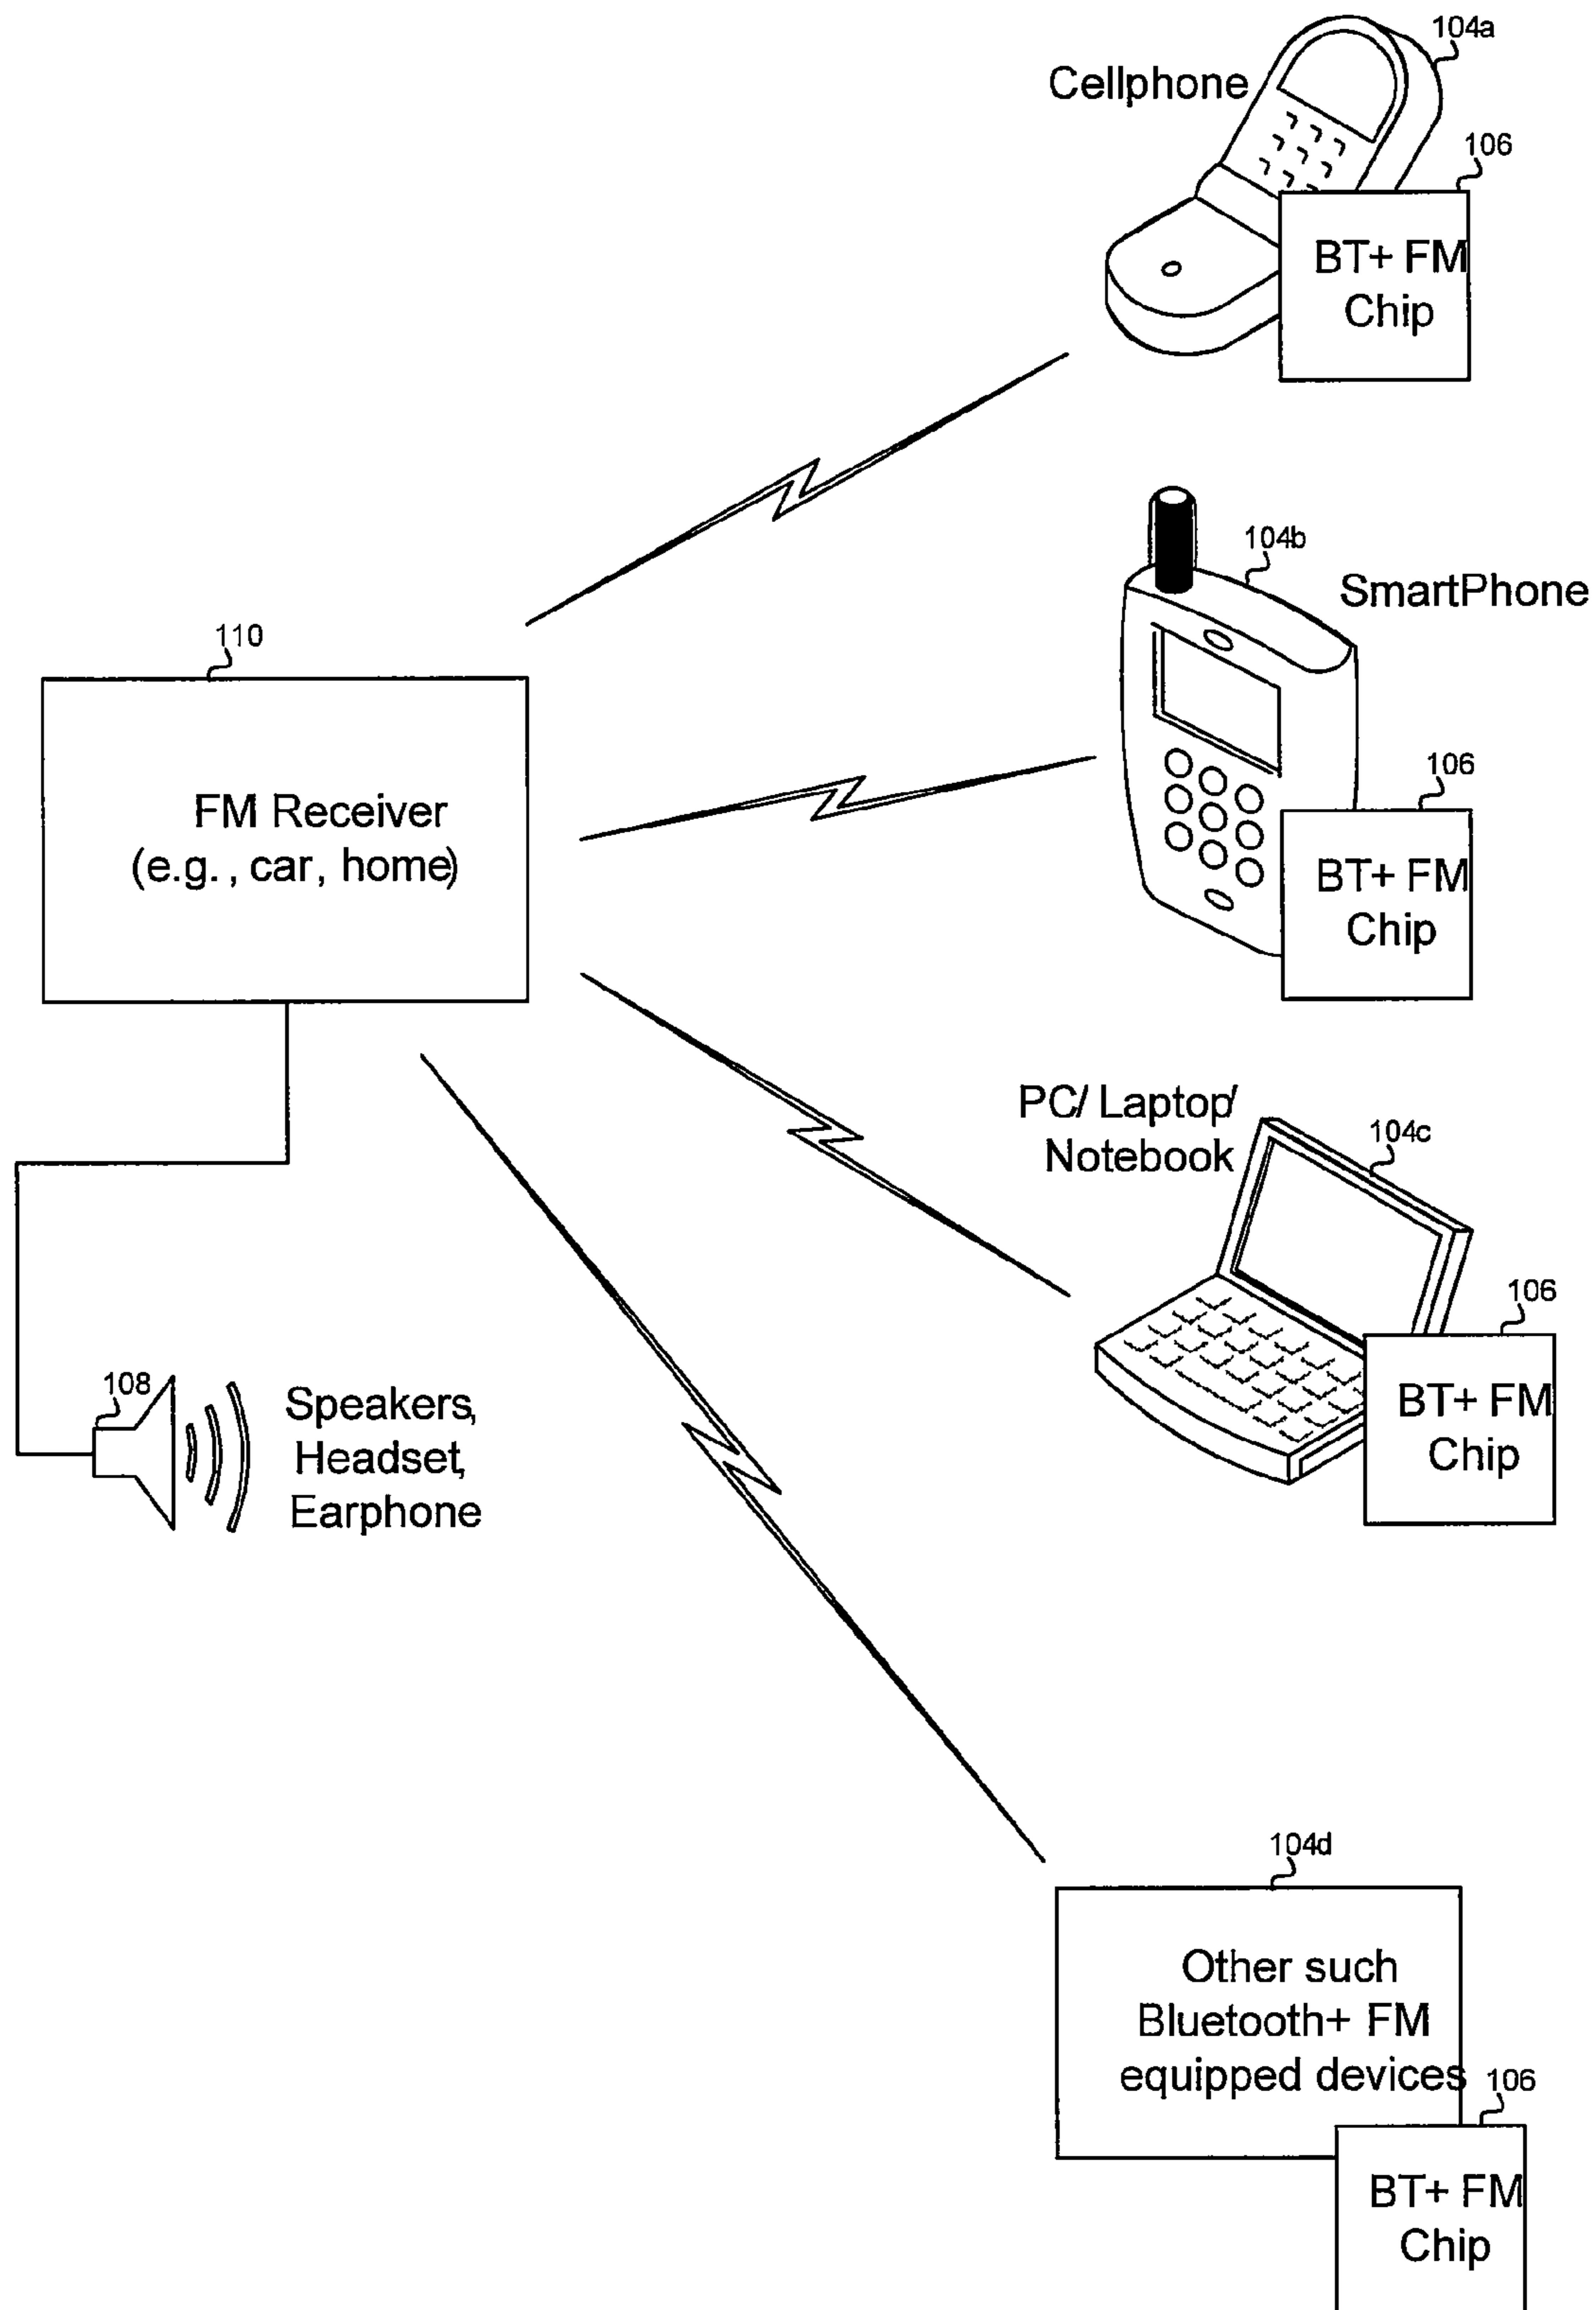 104a
Cellphone
106
BT+ FM
Chip
104b
SmartPhone
110
FM Receiver
(e.g., car, home)
106
BT+ FM
Chip
PC/ Laptop/
Notebook
104c
106
BT+ FM
Chip
108
Speakers,
Headset,
Earphone
104d
Other such
Bluetooth+ FM
equipped devices
106
BT+ FM
Chip